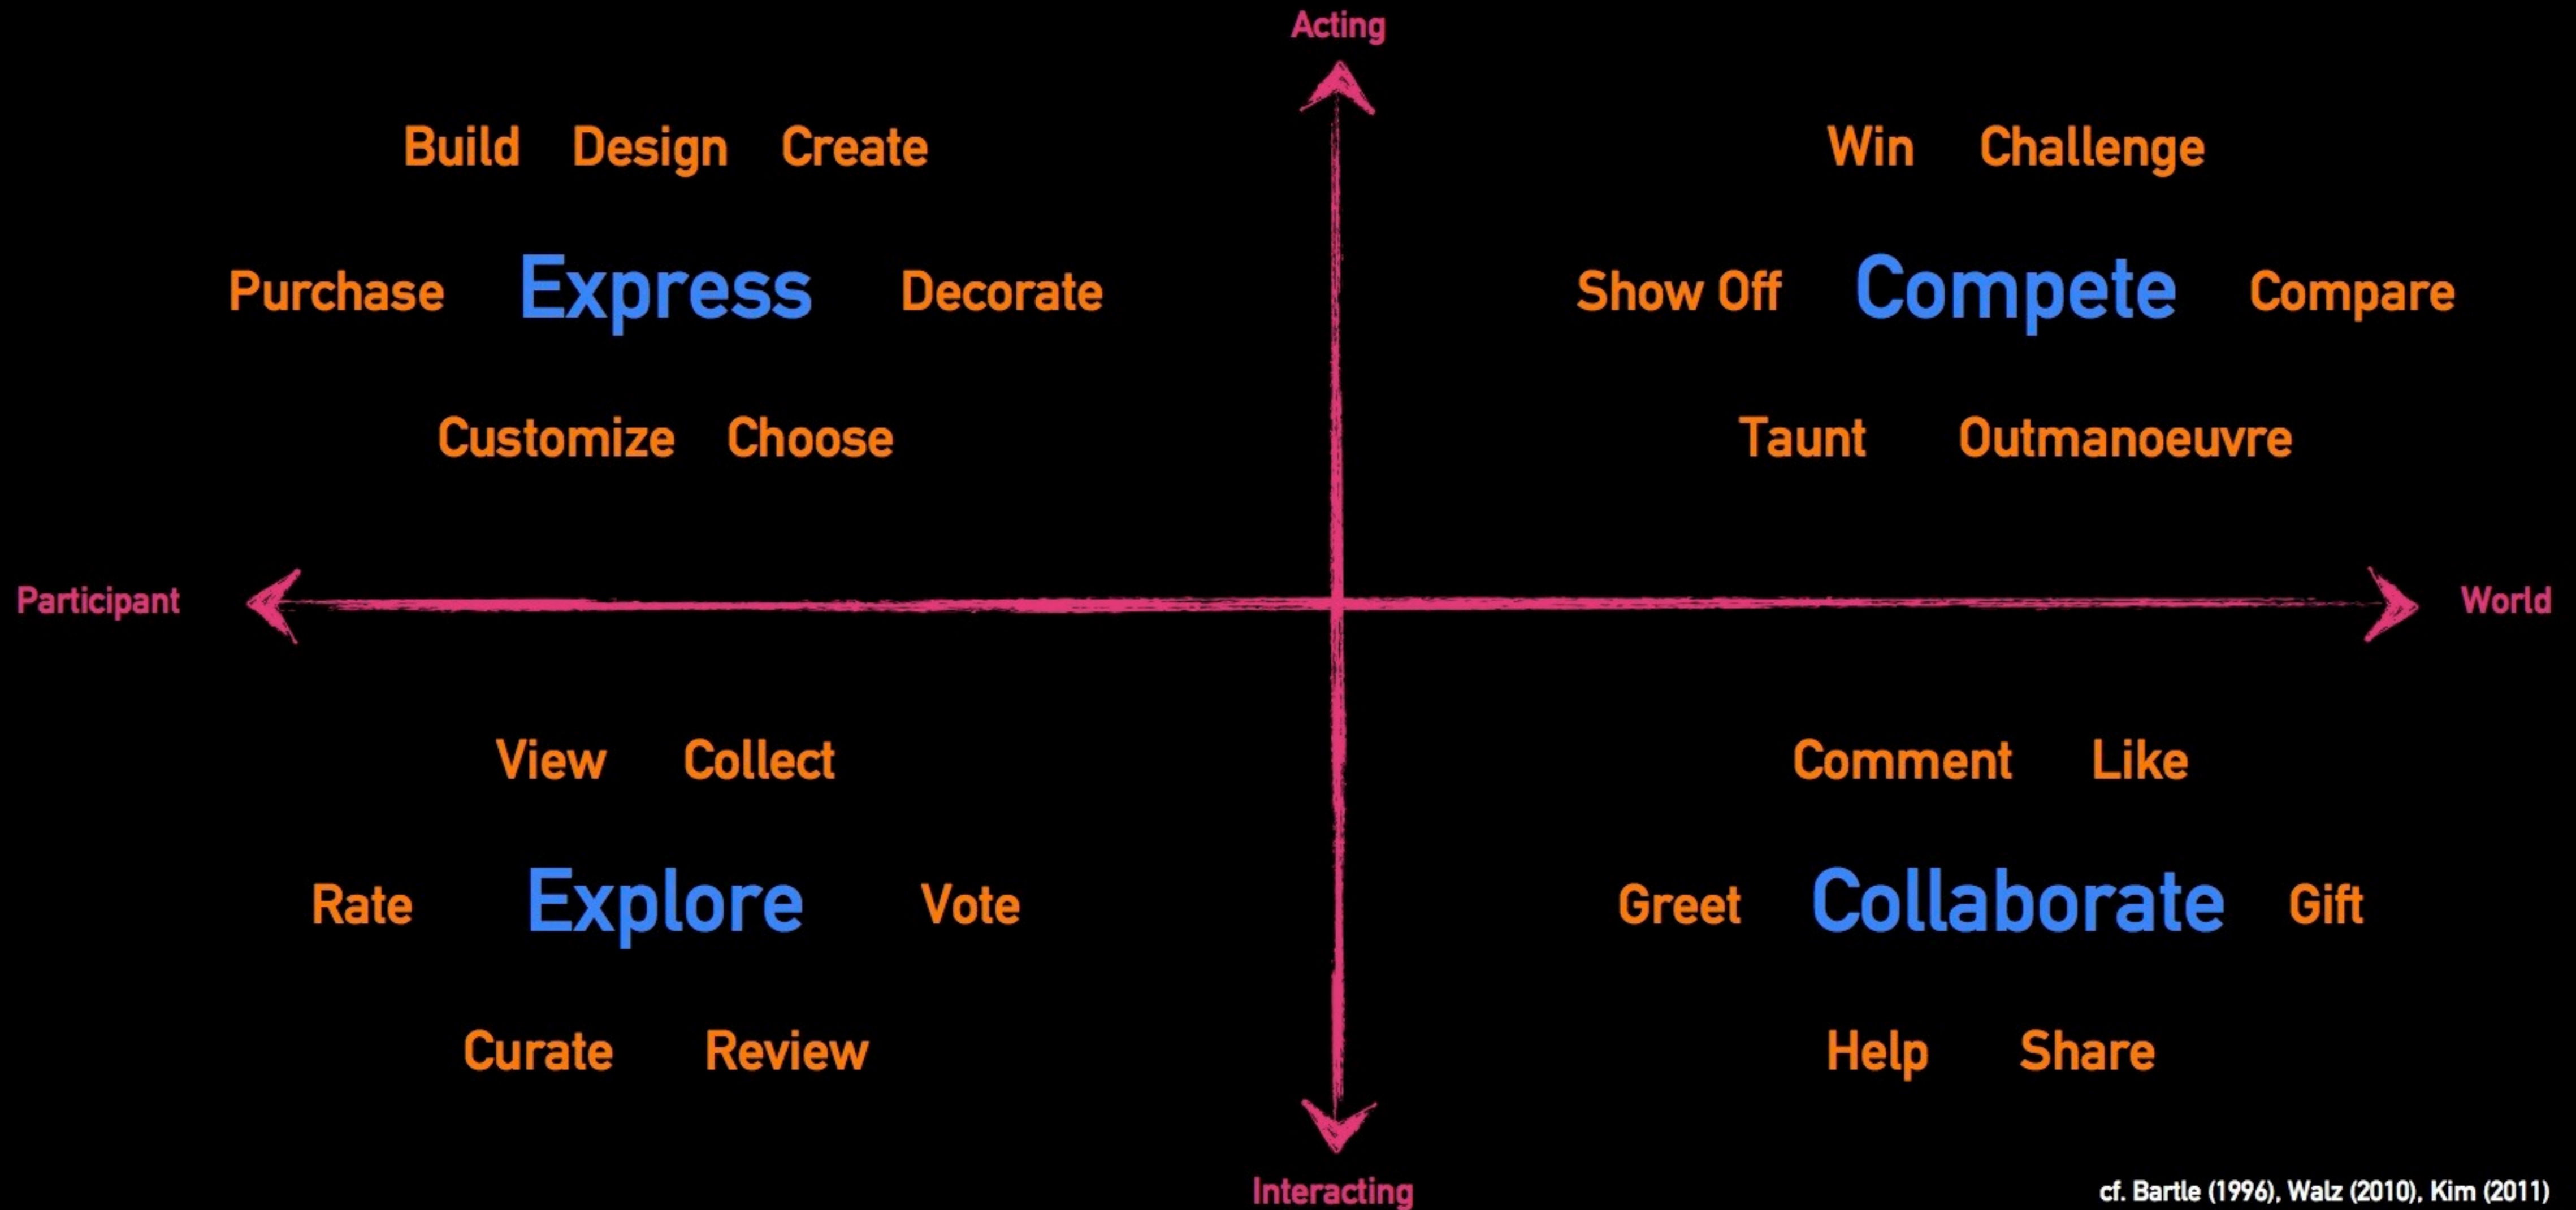 Acting
Build Design Create
Win Challenge
Purchase Express Decorate
Show Off Compete Compare
Customize Choose
Taunt Outmanoeuvre
Participant
World
View Collect
Comment Like
Rate Explore Vote
Greet Collaborate Gift
Curate Review
Help Share
Interacting
cf. Bartle (1996), Walz (2010), Kim (2011)